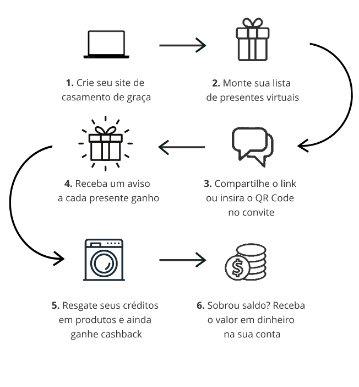 1. Crie seu site de
casamento de graça
2. Monte sua lista
de presentes virtuais
3. Compartilhe o link
ou insira o QR Code
no convite
4. Receba um aviso
a cada presente ganho
5. Resgate seus créditos
em produtos e ainda
ganhe cashback
6. Sobrou saldo? Receba
o valor em dinheiro
na sua conta